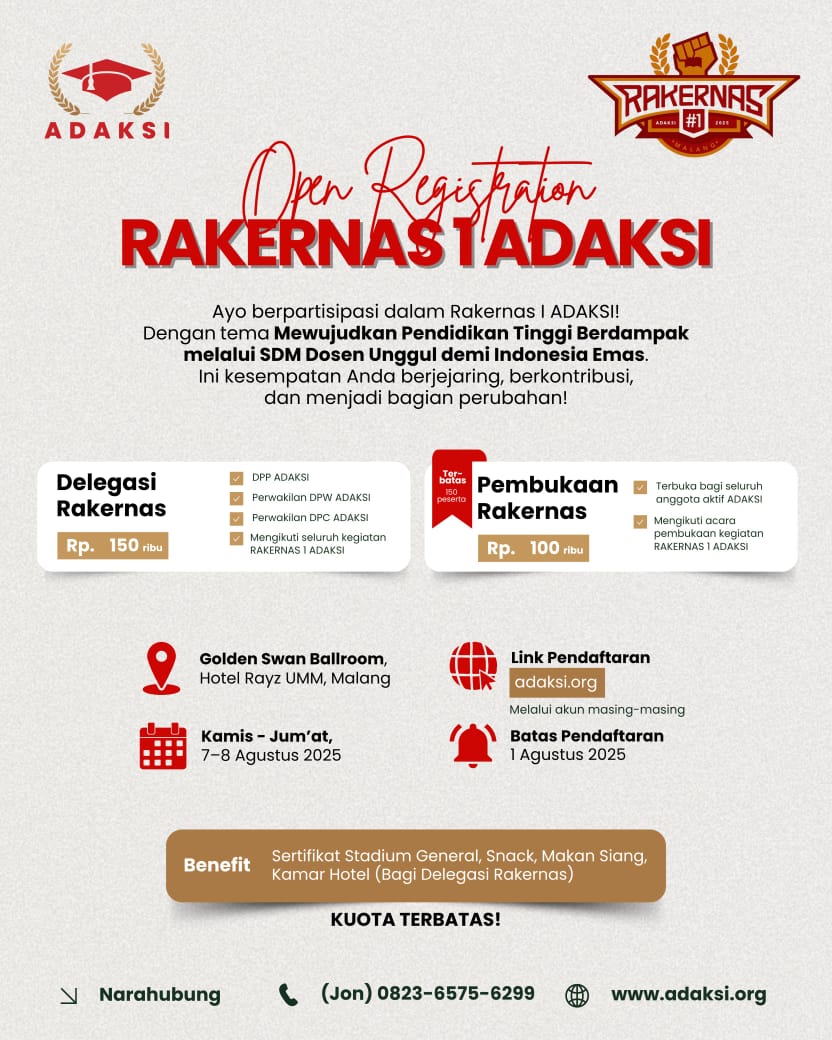 ADAKSI
RAKERNAS
ADAKSI #1 2025
MALANG
Open Registration
RAKERNAS 1 ADAKSI
Ayo berpartisipasi dalam Rakernas I ADAKSI!
Dengan tema Mewujudkan Pendidikan Tinggi Berdampak
melalui SDM Dosen Unggul demi Indonesia Emas.
Ini kesempatan Anda berjejaring, berkontribusi,
dan menjadi bagian perubahan!
Delegasi
Rakernas
Rp. 150 ribu
DPP ADAKSI
Perwakilan DPW ADAKSI
Perwakilan DPC ADAKSI
Mengikuti seluruh kegiatan
RAKERNAS 1 ADAKSI
Ter-
batas
150
peserta
Pembukaan
Rakernas
Rp. 100 ribu
Terbuka bagi seluruh
anggota aktif ADAKSI
Mengikuti acara
pembukaan kegiatan
RAKERNAS 1 ADAKSI
Golden Swan Ballroom,
Hotel Rayz UMM, Malang
Link Pendaftaran
adaksi.org
Melalui akun masing-masing
Kamis - Jum'at,
7–8 Agustus 2025
Batas Pendaftaran
1 Agustus 2025
Benefit
Sertifikat Stadium General, Snack, Makan Siang,
Kamar Hotel (Bagi Delegasi Rakernas)
KUOTA TERBATAS!
Narahubung
(Jon) 0823-6575-6299
www.adaksi.org